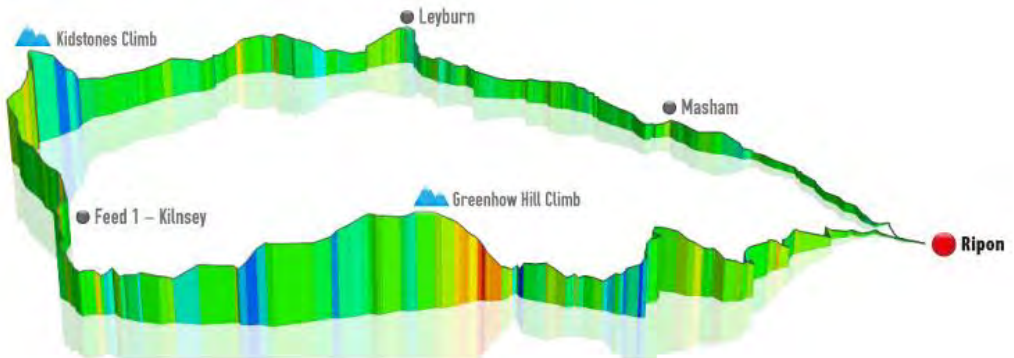 Leyburn
Kidstones Climb
Masham
Greenhow Hill Climb
Feed 1 – Kilnsey
Ripon